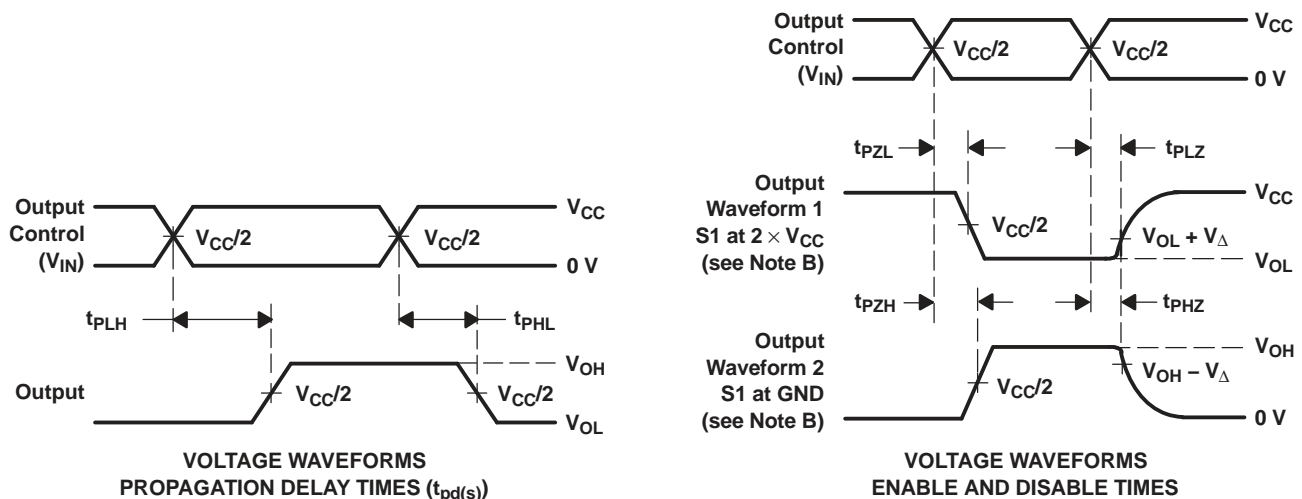 Output
Control
(VIN)
VCC/2
VCC/2
VCC
0 V
tPLH
tPHL
Output
VCC/2
VCC/2
VOH
VOL
VOLTAGE WAVEFORMS
PROPAGATION DELAY TIMES (tpd(s))
Output
Control
(VIN)
VCC/2
VCC/2
VCC
0 V
tPZL
tPLZ
Output
Waveform 1
S1 at 2 × VCC
(see Note B)
VCC/2
VCC
VOL + VΔ
VOL
tPZH
tPHZ
Output
Waveform 2
S1 at GND
(see Note B)
VCC/2
VOH
VOH − VΔ
0 V
VOLTAGE WAVEFORMS
ENABLE AND DISABLE TIMES